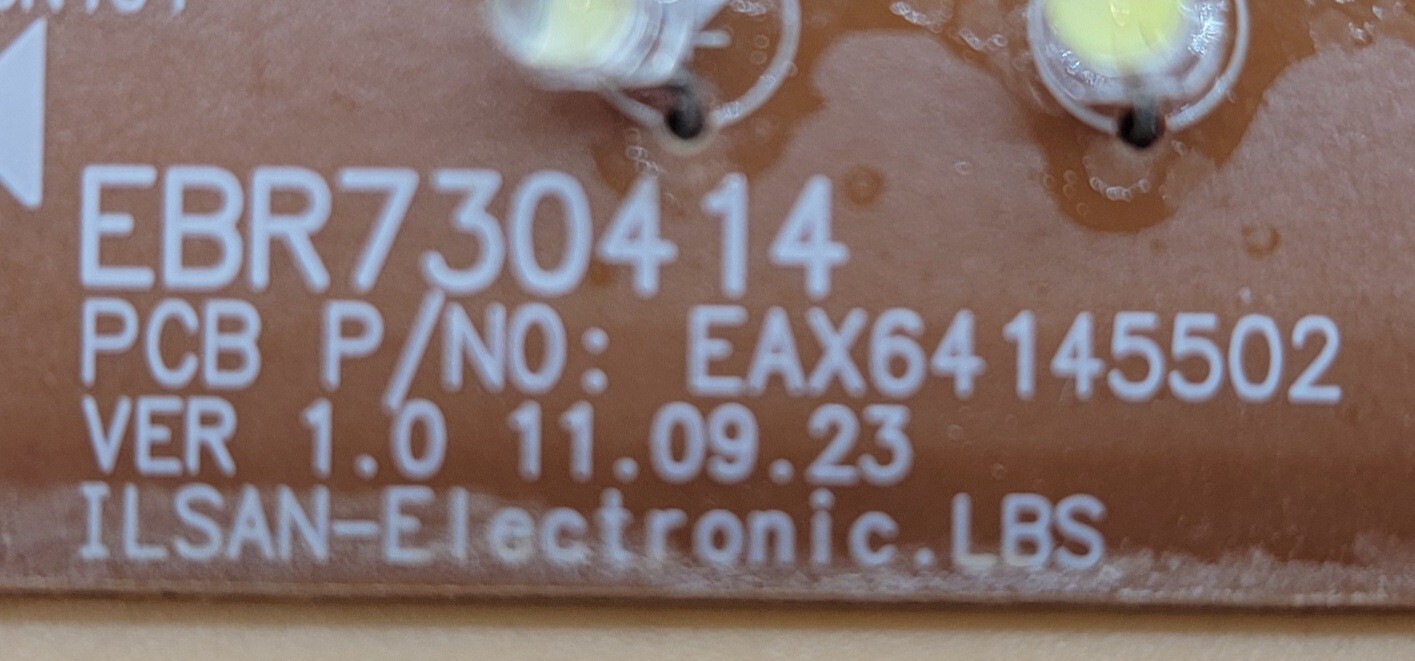 EBR730414
PCB P/NO: EAX64145502
VER 1.0 11.09.23
ILSAN-Electronic.LBS